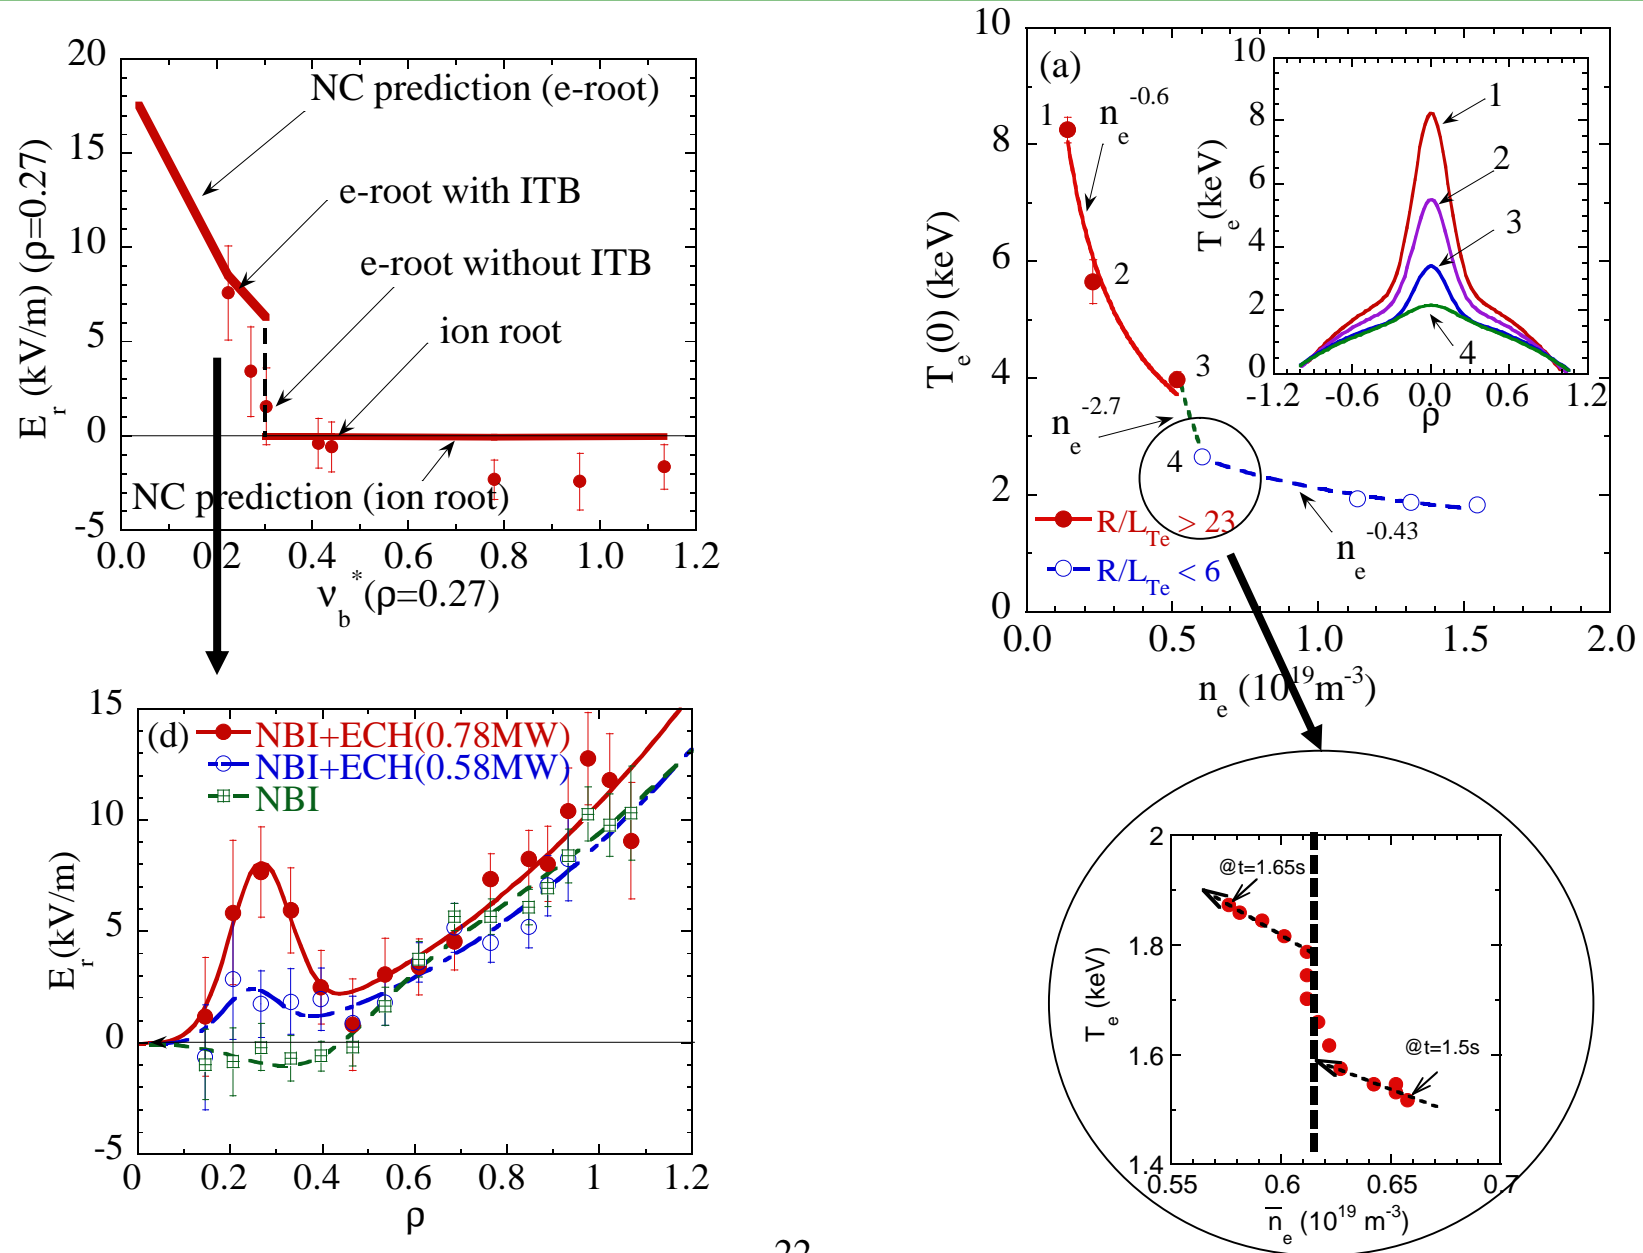 20
15
10
5
0
-5
0.0 0.2 0.4 0.6 0.8 1.0 1.2
E_r (kV/m) (ρ=0.27)
ν_b^*(ρ=0.27)
NC prediction (e-root)
e-root with ITB
e-root without ITB
ion root
NC prediction (ion root)
10
8
6
4
2
0
0.0 0.5 1.0 1.5 2.0
T_e(0) (keV)
n_e (10^19 m^-3)
(a)
1
n_e^-0.6
2
3
n_e^-2.7
4
n_e^-0.43
R/L_Te > 23
R/L_Te < 6
10
8
6
4
2
0
-1.2 -0.6 0.0 0.6 1.2
T_e(keV)
ρ
1
2
3
4
15
10
5
0
-5
0 0.2 0.4 0.6 0.8 1 1.2
E_r(kV/m)
ρ
(d)
NBI+ECH(0.78MW)
NBI+ECH(0.58MW)
NBI
2
1.8
1.6
1.4
0.55 0.6 0.65 0.7
T_e (keV)
n̅_e (10^19 m^-3)
@t=1.65s
@t=1.5s
22